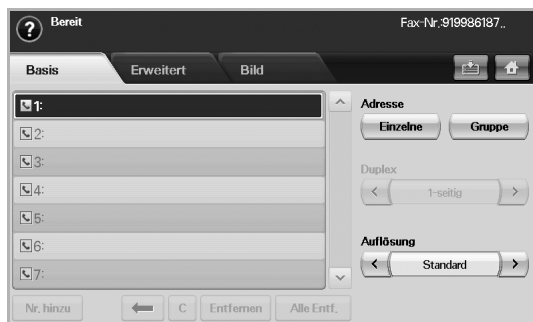 ? Bereit Fax-Nr.:919986187..
Basis Erweitert Bild
1:
2:
3:
4:
5:
6:
7:
Nr. hinzu C Entfernen Alle Entf.
Adresse
Einzelne Gruppe
Duplex
< 1-seitig >
Auflösung
< Standard >